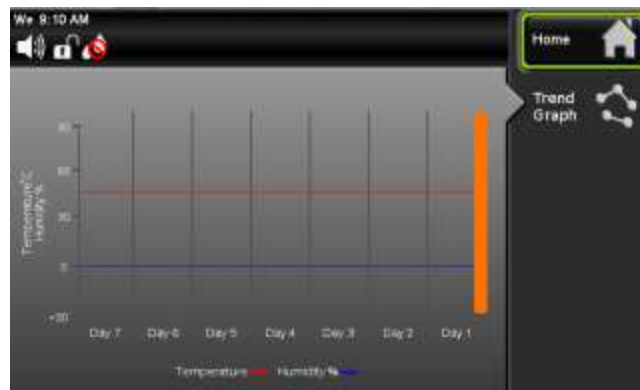 We 9:10 AM
Home
Trend
Graph
Temperature°C
Humidity %
90
60
30
0
Day 7 Day 6 Day 5 Day 4 Day 3 Day 2 Day 1
Temperature Humidity %